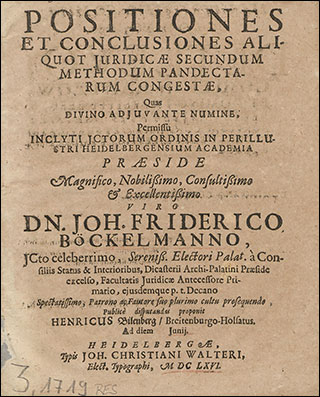 POSITIONES
ET CONCLUSIONES ALI-
QUOT JURIDICÆ SECUNDUM
METHODUM PANDECTA-
RUM CONGESTÆ,
Quas
DIVINO ADJUVANTE NUMINE,
Permissu
INCLYTI JCTORUM ORDINIS IN PERILLU-
STRI HEIDELBERGENSIUM ACADEMIA
PRÆSIDE
Magnifico, Nobilißimo, Consultißimo
& Excellentißimo
VIRO
DN. JOH. FRIDERICO
BÖCKELMANNO,
JCto celeberrimo, Sereniß. Electori Palat. à Con-
siliis Status & Interioribus, Dicasterii Archi-Palatini Præside
excelso, Facultatis Juridicæ Antecessore Pri-
mario, ejusdemque p. t. Decano
Spectatissimo, Patrono ac Fautore suo plurimo cultu prosequendo,
Publicè disputandas proponit
HENRICUS Bilenberg / Breitenburgo-Holsatus.
Ad diem Junij.
HEIDELBERGÆ,
Typis JOH. CHRISTIANI WALTERI,
Elect. Typographi, M DC LXVI.
3, 1719 RES